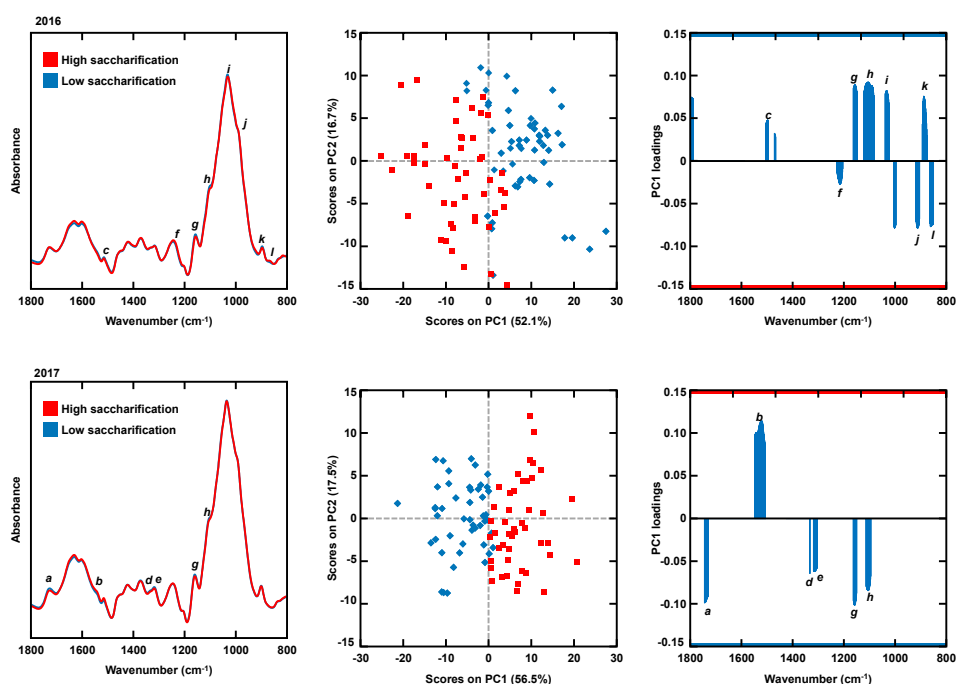 2016
High saccharification
Low saccharification
i
j
h
g
f
c
k
l
Absorbance
1800 1600 1400 1200 1000 800
Wavenumber (cm-1)
15
10
5
0
-5
-10
-15
-30 -20 -10 0 10 20 30
Scores on PC2 (16.7%)
Scores on PC1 (52.1%)
0.15
0.10
0.05
0
-0.05
-0.10
-0.15
PC1 loadings
c
g
h
i
k
f
j
l
1800 1600 1400 1200 1000 800
Wavenumber (cm-1)
2017
High saccharification
Low saccharification
h
a
b
d e
g
Absorbance
1800 1600 1400 1200 1000 800
Wavenumber (cm-1)
15
10
5
0
-5
-10
-15
-30 -20 -10 0 10 20 30
Scores on PC2 (17.5%)
Scores on PC1 (56.5%)
0.15
0.10
0.05
0
-0.05
-0.10
-0.15
PC1 loadings
b
a
d
e
g
h
1800 1600 1400 1200 1000 800
Wavenumber (cm-1)